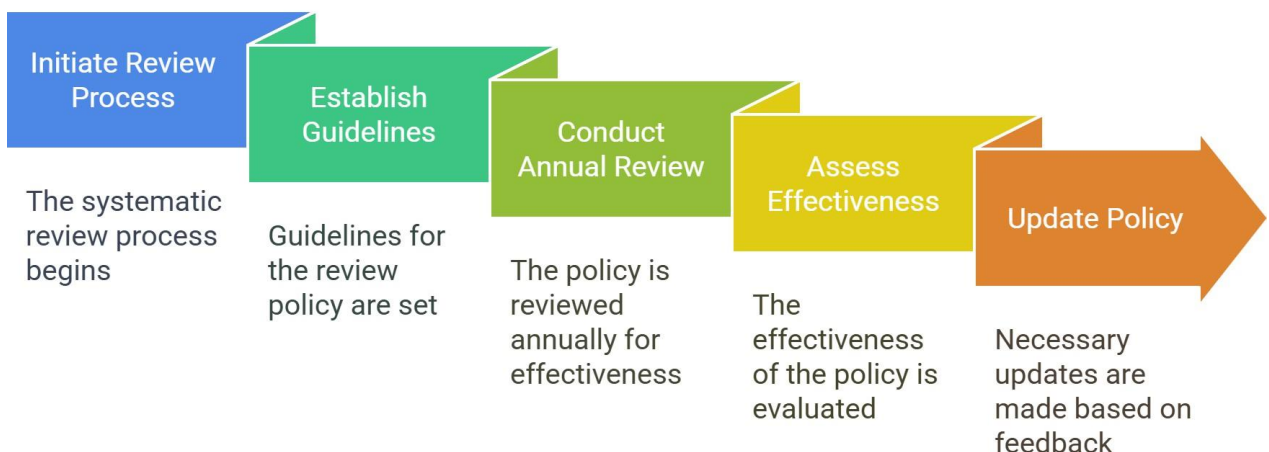 Initiate Review
Process
The systematic
review process
begins
Establish
Guidelines
Guidelines for
the review
policy are set
Conduct
Annual Review
The policy is
reviewed
annually for
effectiveness
Assess
Effectiveness
The
effectiveness
of the policy is
evaluated
Update Policy
Necessary
updates are
made based on
feedback